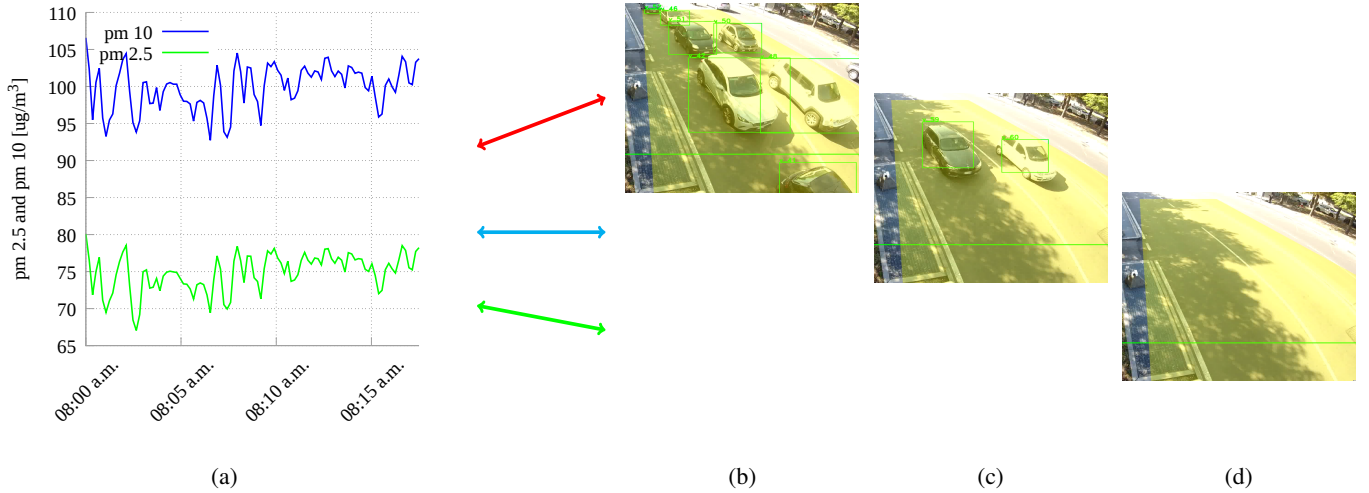 pm 2.5 and pm 10 [ug/m³]
110
105
100
95
90
85
80
75
70
65
pm 10
pm 2.5
08:00 a.m.
08:05 a.m.
08:10 a.m.
08:15 a.m.
(a)
(b)
(c)
(d)